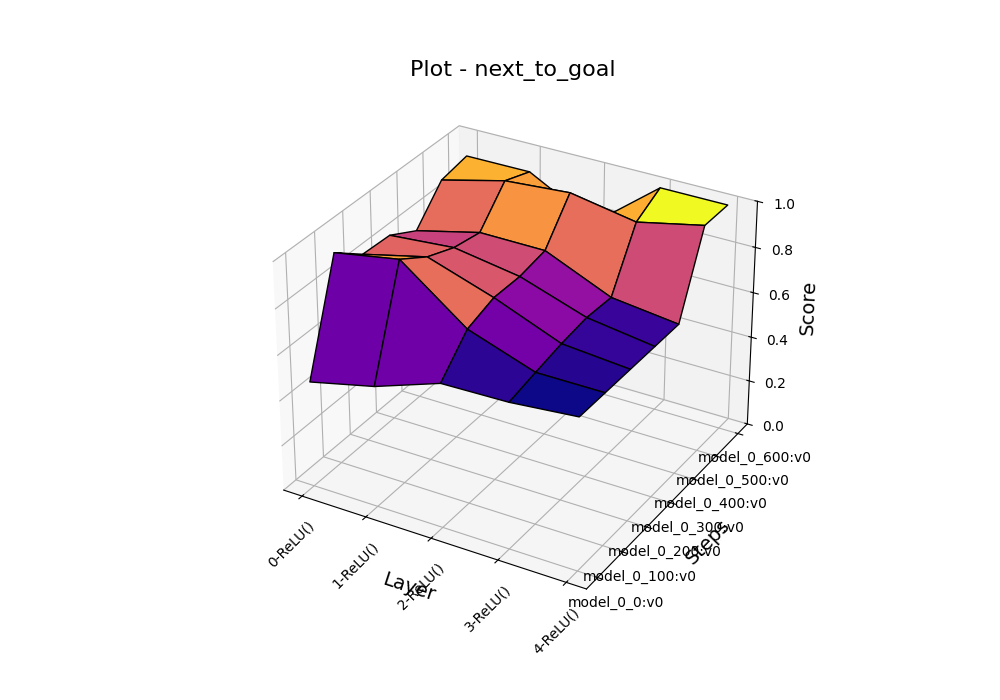 Plot - next_to_goal
1.0
0.8
0.6
0.4
0.2
0.0
Score
model_0_600:v0
model_0_500:v0
model_0_400:v0
model_0_300:v0
model_0_200:v0
model_0_100:v0
model_0_0:v0
Steps
0-ReLU()
1-ReLU()
2-ReLU()
3-ReLU()
4-ReLU()
Layer